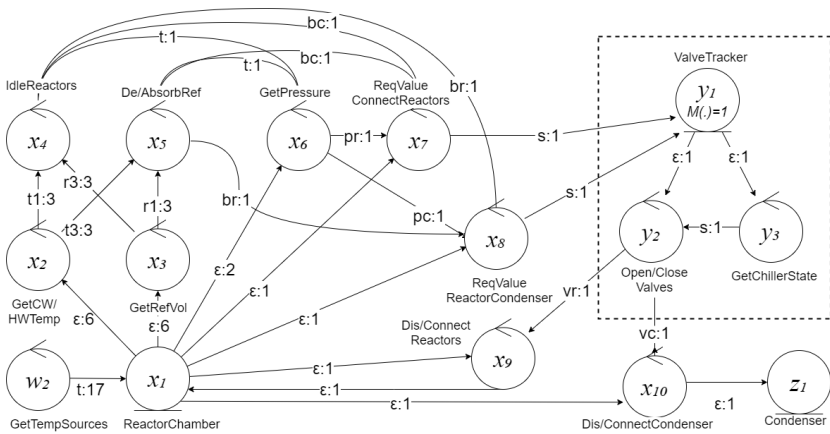 bc:1
t:1
bc:1
t:1
br:1
ValveTracker
IdleReactors
De/AbsorbRef
GetPressure
ReqValue
ConnectReactors
y1
M(.)=1
x4
x5
x6
pr:1
x7
s:1
ε:1
ε:1
t1:3
r3:3
r1:3
br:1
pc:1
s:1
t3:3
x2
x3
x8
y2
s:1
y3
GetCW/
HWTemp
GetRefVol
ε:2
ε:1
ReqValue
ReactorCondenser
Open/Close
Valves
GetChillerState
ε:6
ε:6
ε:1
vr:1
Dis/Connect
Reactors
vc:1
w2
t:17
x1
ε:1
x9
ε:1
ε:1
x10
ε:1
z1
GetTempSources
ReactorChamber
Dis/ConnectCondenser
Condenser